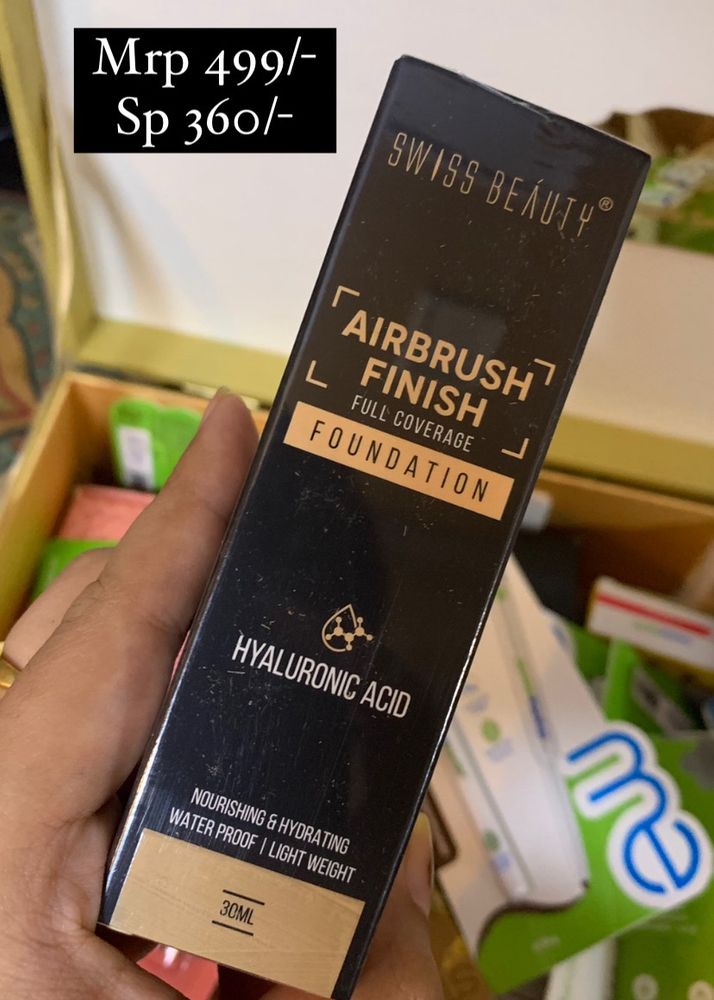 Mrp 499/-
Sp 360/-
SWISS BEAUTY®
AIRBRUSH
FINISH
FULL COVERAGE
FOUNDATION
HYALURONIC ACID
NOURISHING & HYDRATING
WATER PROOF | LIGHT WEIGHT
30ML